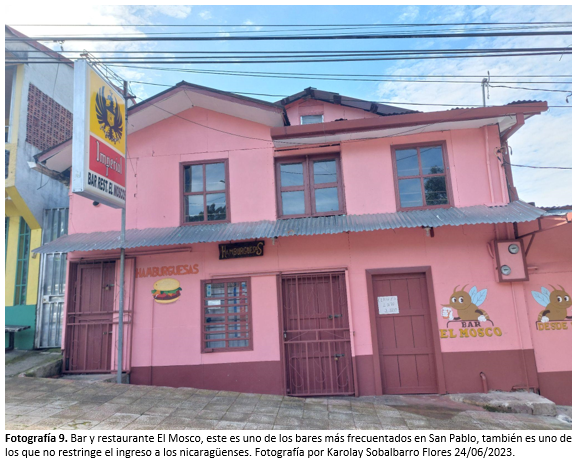 Imperial
BAR REST. EL MOSCO
HAMBURGUESAS
HAMBURGUESAS
BAR
EL MOSCO
DESDE
Fotografía 9. Bar y restaurante El Mosco, este es uno de los bares más frecuentados en San Pablo, también es uno de
los que no restringe el ingreso a los nicaragüenses. Fotografía por Karolay Sobalbarro Flores 24/06/2023.